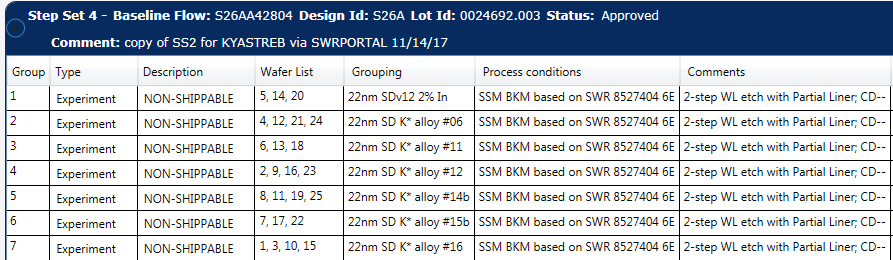 Step Set 4 - Baseline Flow: S26AA42804 Design Id: S26A Lot Id: 0024692.003 Status: Approved
Comment: copy of SS2 for KYASTREB via SWRPORTAL 11/14/17
Group Type Description Wafer List Grouping Process conditions Comments
1 Experiment NON-SHIPPABLE 5, 14, 20 22nm SDv12 2% In SSM BKM based on SWR 8527404 6E 2-step WL etch with Partial Liner; CD--
2 Experiment NON-SHIPPABLE 4, 12, 21, 24 22nm SD K* alloy #06 SSM BKM based on SWR 8527404 6E 2-step WL etch with Partial Liner; CD--
3 Experiment NON-SHIPPABLE 6, 13, 18 22nm SD K* alloy #11 SSM BKM based on SWR 8527404 6E 2-step WL etch with Partial Liner; CD--
4 Experiment NON-SHIPPABLE 2, 9, 16, 23 22nm SD K* alloy #12 SSM BKM based on SWR 8527404 6E 2-step WL etch with Partial Liner; CD--
5 Experiment NON-SHIPPABLE 8, 11, 19, 25 22nm SD K* alloy #14b SSM BKM based on SWR 8527404 6E 2-step WL etch with Partial Liner; CD--
6 Experiment NON-SHIPPABLE 7, 17, 22 22nm SD K* alloy #15b SSM BKM based on SWR 8527404 6E 2-step WL etch with Partial Liner; CD--
7 Experiment NON-SHIPPABLE 1, 3, 10, 15 22nm SD K* alloy #16 SSM BKM based on SWR 8527404 6E 2-step WL etch with Partial Liner; CD--